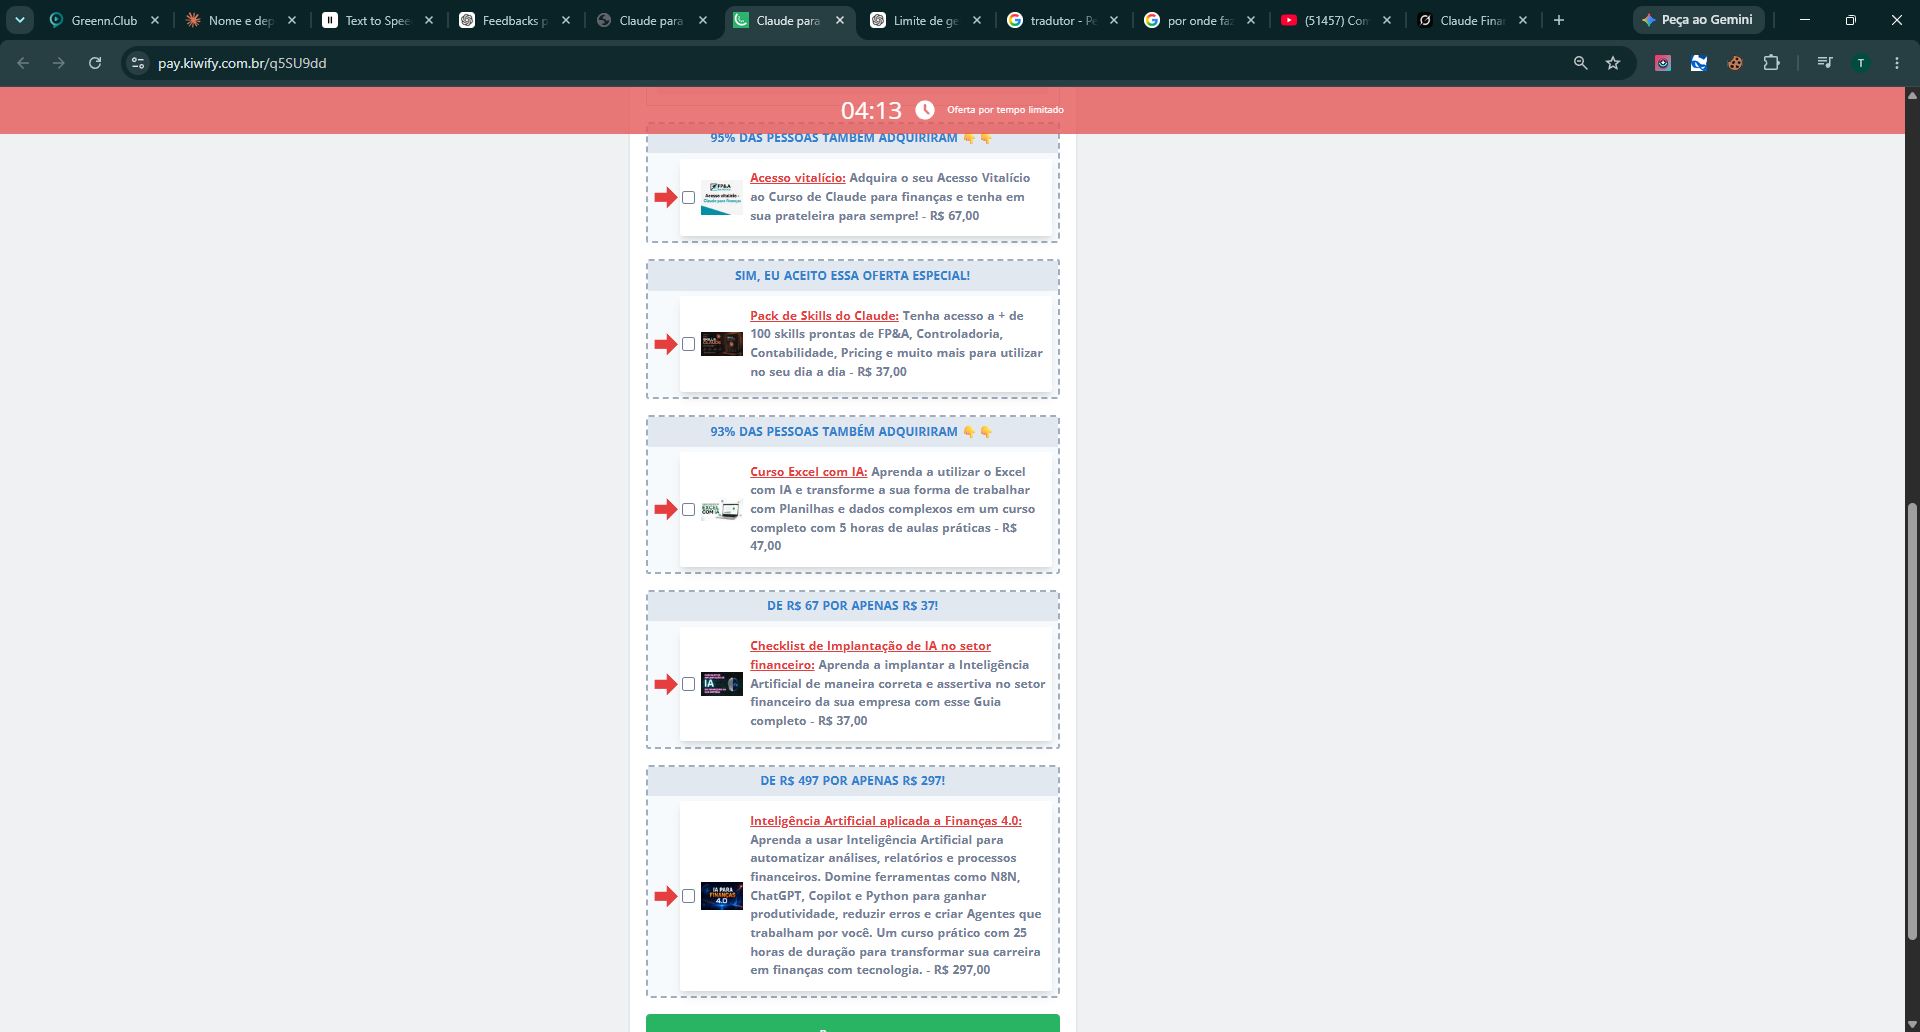 Greenn.Club
Nome e dep
Text to Spee
Feedbacks p
Claude para
Claude para
Limite de ge
tradutor - Pe
por onde fa
(51457) Com
Claude Fina
Peça ao Gemini
pay.kiwify.com.br/q5SU9dd
T
04:13
Oferta por tempo limitado
95% DAS PESSOAS TAMBÉM ADQUIRIRAM 👇👇
Acesso vitalício: Adquira o seu Acesso Vitalício
ao Curso de Claude para finanças e tenha em
sua prateleira para sempre! - R$ 67,00
SIM, EU ACEITO ESSA OFERTA ESPECIAL!
Pack de Skills do Claude: Tenha acesso a + de
100 skills prontas de FP&A, Controladoria,
Contabilidade, Pricing e muito mais para utilizar
no seu dia a dia - R$ 37,00
93% DAS PESSOAS TAMBÉM ADQUIRIRAM 👇👇
Curso Excel com IA: Aprenda a utilizar o Excel
com IA e transforme a sua forma de trabalhar
com Planilhas e dados complexos em um curso
completo com 5 horas de aulas práticas - R$
47,00
DE R$ 67 POR APENAS R$ 37!
Checklist de Implantação de IA no setor
financeiro: Aprenda a implantar a Inteligência
Artificial de maneira correta e assertiva no setor
financeiro da sua empresa com esse Guia
completo - R$ 37,00
DE R$ 497 POR APENAS R$ 297!
Inteligência Artificial aplicada a Finanças 4.0:
Aprenda a usar Inteligência Artificial para
automatizar análises, relatórios e processos
financeiros. Domine ferramentas como N8N,
ChatGPT, Copilot e Python para ganhar
produtividade, reduzir erros e criar Agentes que
trabalham por você. Um curso prático com 25
horas de duração para transformar sua carreira
em finanças com tecnologia. - R$ 297,00
IA PARA
FINANÇAS
4.0